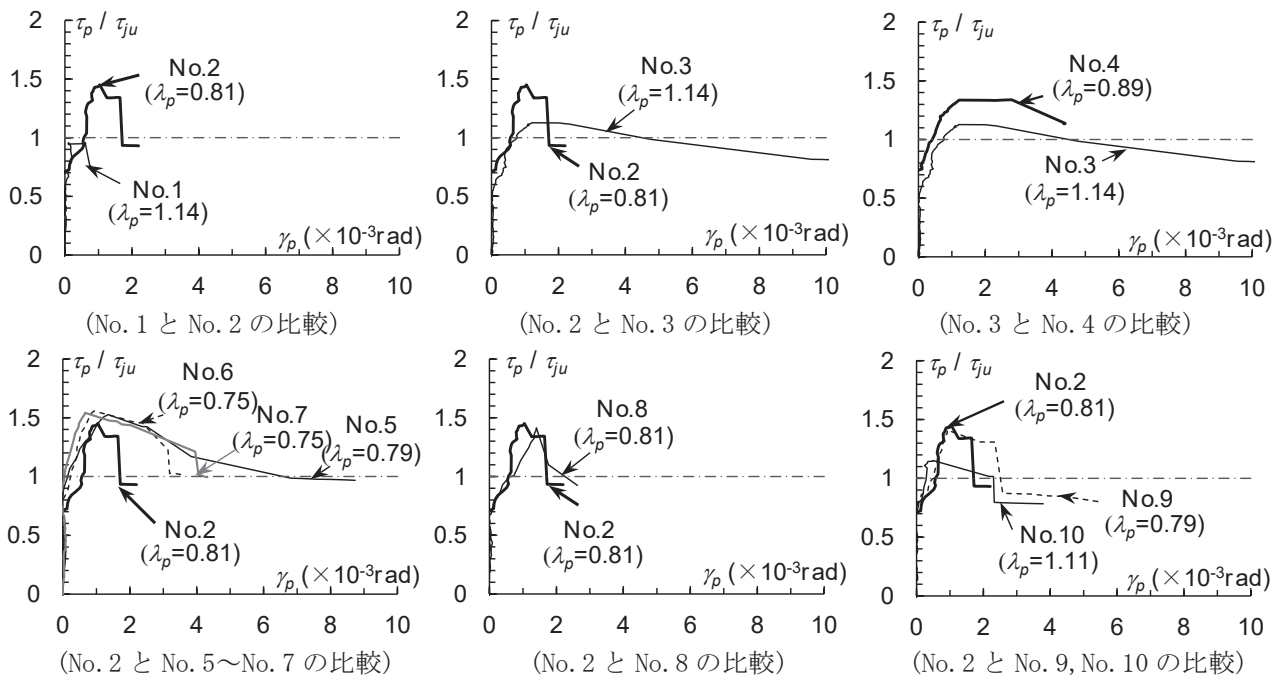 τp / τju
2
1.5
1
0.5
0
No.2
(λp=0.81)
No.1
(λp=1.14)
γp (×10-3rad)
0 2 4 6 8 10
(No.1 と No.2 の比較)
τp / τju
2
1.5
1
0.5
0
No.3
(λp=1.14)
No.2
(λp=0.81)
γp (×10-3rad)
0 2 4 6 8 10
(No.2 と No.3 の比較)
τp / τju
2
1.5
1
0.5
0
No.4
(λp=0.89)
No.3
(λp=1.14)
γp (×10-3rad)
0 2 4 6 8 10
(No.3 と No.4 の比較)
τp / τju
2
1.5
1
0.5
0
No.6
(λp=0.75)
No.7
(λp=0.75)
No.5
(λp=0.79)
No.2
(λp=0.81)
γp (×10-3rad)
0 2 4 6 8 10
(No.2 と No.5～No.7 の比較)
τp / τju
2
1.5
1
0.5
0
No.8
(λp=0.81)
No.2
(λp=0.81)
γp (×10-3rad)
0 2 4 6 8 10
(No.2 と No.8 の比較)
τp / τju
2
1.5
1
0.5
0
No.2
(λp=0.81)
No.9
(λp=0.79)
No.10
(λp=1.11)
γp (×10-3rad)
0 2 4 6 8 10
(No.2 と No.9, No.10 の比較)